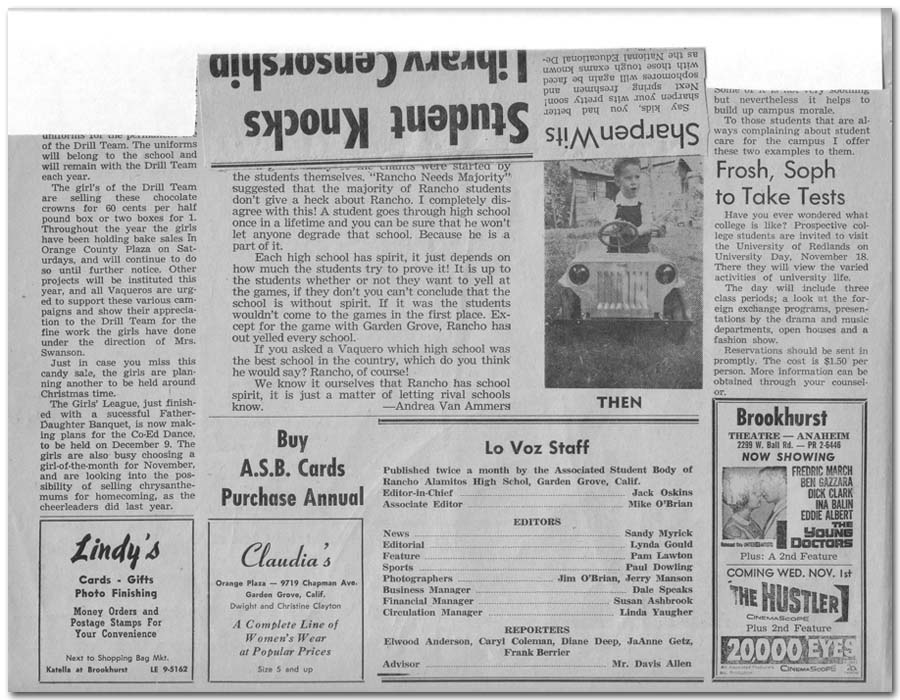 Student Knocks
Library Censorship
SharpenWits
Say kids, you had better
sharpen your wits pretty soon!
Next spring freshmen and
sophomores will again be faced
with those tough exams known
as the National Educational De-
uniforms for the
of the Drill Team. The uniforms
will belong to the school and
will remain with the Drill Team
each year.
The girl's of the Drill Team
are selling these chocolate
crowns for 60 cents per half
pound box or two boxes for 1.
Throughout the year the girls
have been holding bake sales In
Orange County Plaza on Sat-
urdays, and will continue to do
so until further notice. Other
projects will be instituted this
year, and all Vaqueros are urg-
ed to support these various cam-
paigns and show their apprecia-
tion to the Drill Team for the
fine work the girls have done
under the direction of Mrs.
Swanson.
Just in case you miss this
candy sale, the girls are plan-
ning another to be held around
Christmas time.
The Girls' League, just finish-
ed with a sucessful Father-
Daughter Banquet, is now mak-
ing plans for the Co-Ed Dance,
to be held on December 9. The
girls are also busy choosing a
girl-of-the-month for November,
and are looking into the pos-
sibility of selling chrysanthe-
mums for homecoming, as the
cheerleaders did last year.
Lindy's
Cards - Gifts
Photo Finishing
Money Orders and
Postage Stamps For
Your Convenience
Next to Shopping Bag Mkt.
Katella at Brookhurst LE 9-5162
chants were started by
the students themselves. "Rancho Needs Majority"
suggested that the majority of Rancho students
don't give a heck about Rancho. I completely dis-
agree with this! A student goes through high school
once in a lifetime and you can be sure that he won't
let anyone degrade that school. Because he is a
part of it.
Each high school has spirit, it just depends on
how much the students try to prove it! It is up to
the students whether or not they want to yell at
the games, if they don't you can't conclude that the
school is without spirit. If it was the students
wouldn't come to the games in the first place. Ex-
cept for the game with Garden Grove, Rancho has
out yelled every school.
If you asked a Vaquero which high school was
the best school in the country, which do you think
he would say? Rancho, of course!
We know it ourselves that Rancho has school
spirit, it is just a matter of letting rival schools
know. —Andrea Van Ammers
THEN
Buy
A.S.B. Cards
Purchase Annual
Claudia's
Orange Plaza — 9719 Chapman Ave.
Garden Grove, Calif.
Dwight and Christine Clayton
A Complete Line of
Women's Wear
at Popular Prices
Size 5 and up
Lo Voz Staff
Published twice a month by the Associated Student Body of
Rancho Alamitos High Schol, Garden Grove, Calif.
Editor-in-Chief Jack Oskins
Associate Editor Mike O'Brian
EDITORS
News Sandy Myrick
Editorial Lynda Gould
Feature Pam Lawton
Sports Paul Dowling
Photographers Jim O'Brian, Jerry Manson
Business Manager Dale Speaks
Financial Manager Susan Ashbrook
Circulation Manager Linda Yaugher
REPORTERS
Elwood Anderson, Caryl Coleman, Diane Deep, JaAnne Getz,
Frank Berrier
Advisor Mr. Davis Allen
Some of it is not very soothing
but nevertheless it helps to
build up campus morale.
To those students that are al-
ways complaining about student
care for the campus I offer
these two examples to them.
Frosh, Soph
to Take Tests
Have you ever wondered what
college is like? Prospective col-
lege students are invited to visit
the University of Redlands on
University Day, November 18.
There they will view the varied
activities of university life.
The day will include three
class periods; a look at the for-
eign exchange programs, presen-
tations by the drama and music
departments, open houses and a
fashion show.
Reservations should be sent in
promptly. The cost is $1.50 per
person. More information can be
obtained through your counsel-
or.
Brookhurst
THEATRE — ANAHEIM
2299 W. Ball Rd. — PR 2-6446
NOW SHOWING
FREDRIC MARCH
BEN GAZZARA
DICK CLARK
INA BALIN
EDDIE ALBERT
THE
YOUNG
DOCTORS
Plus: A 2nd Feature
COMING WED. NOV. 1st
THE HUSTLER
CINEMASCOPE
Plus 2nd Feature
20000 EYES
CINEMASCOPE